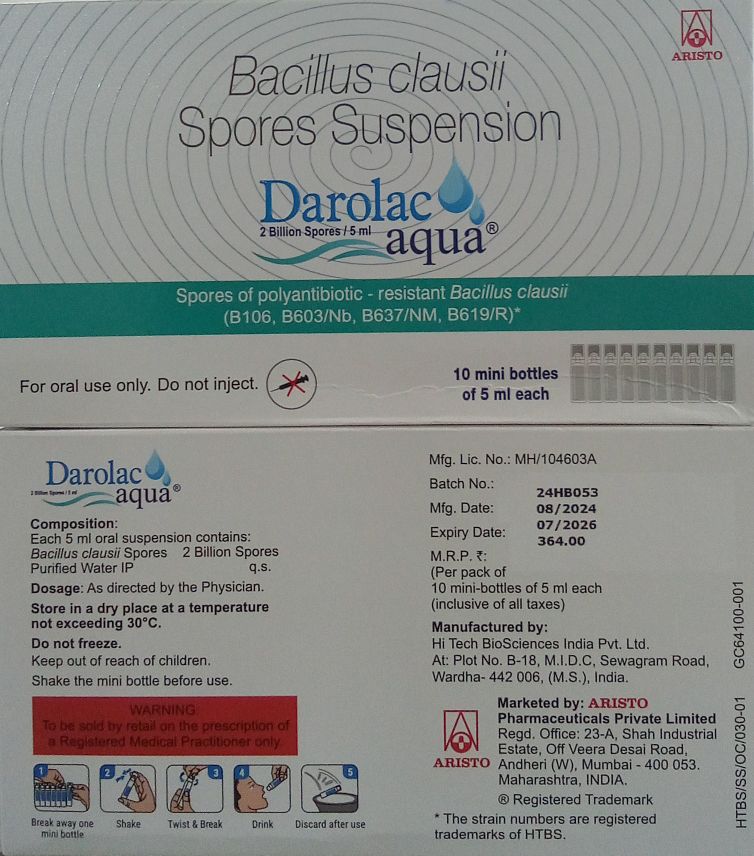 ARISTO
Bacillus clausii
Spores Suspension
Darolac
2 Billion Spores / 5 ml
aqua®
Spores of polyantibiotic - resistant Bacillus clausii
(B106, B603/Nb, B637/NM, B619/R)*
For oral use only. Do not inject.
10 mini bottles
of 5 ml each
Darolac
2 Billion Spores / 5 ml
aqua®
Composition:
Each 5 ml oral suspension contains:
Bacillus clausii Spores 2 Billion Spores
Purified Water IP q.s.
Dosage: As directed by the Physician.
Store in a dry place at a temperature
not exceeding 30°C.
Do not freeze.
Keep out of reach of children.
Shake the mini bottle before use.
WARNING:
To be sold by retail on the prescription of
a Registered Medical Practitioner only.
1
2
3
4
5
Break away one
mini bottle
Shake
Twist & Break
Drink
Discard after use
Mfg. Lic. No.: MH/104603A
Batch No.: 24HB053
Mfg. Date: 08/2024
Expiry Date: 07/2026
M.R.P. ₹: 364.00
(Per pack of
10 mini-bottles of 5 ml each
(inclusive of all taxes)
Manufactured by:
Hi Tech BioSciences India Pvt. Ltd.
At: Plot No. B-18, M.I.D.C, Sewagram Road,
Wardha- 442 006, (M.S.), India.
ARISTO
Marketed by: ARISTO
Pharmaceuticals Private Limited
Regd. Office: 23-A, Shah Industrial
Estate, Off Veera Desai Road,
Andheri (W), Mumbai - 400 053.
Maharashtra, INDIA.
® Registered Trademark
* The strain numbers are registered
trademarks of HTBS.
HTBS/SS/OC/030-01 GC64100-001